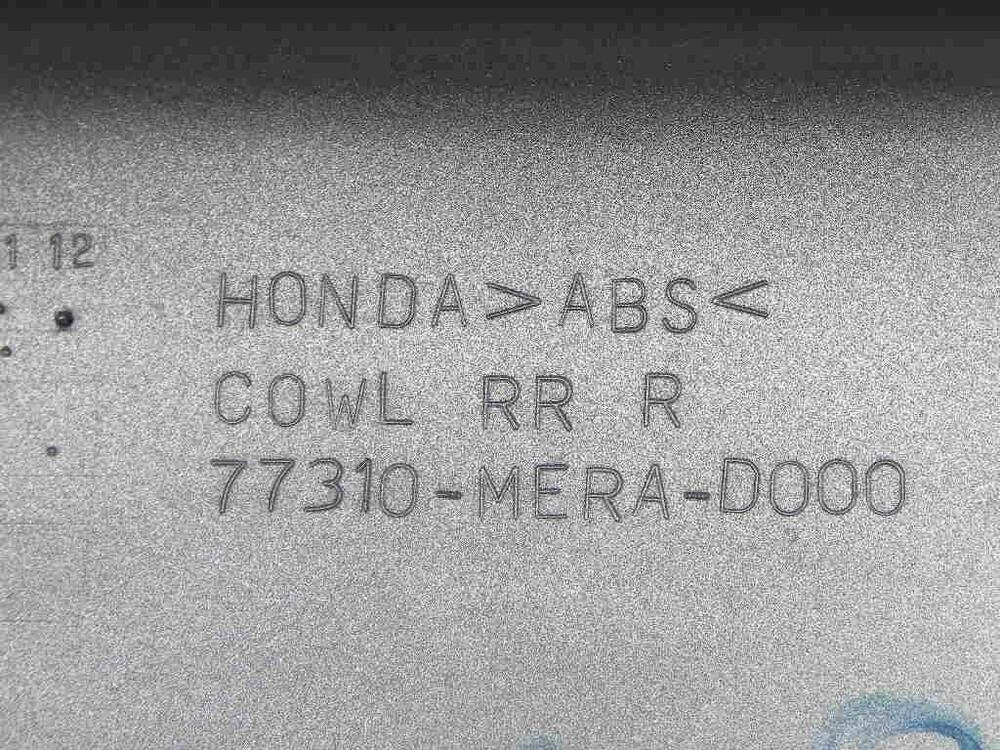 1 12
HONDA>ABS<
COWL RR R
77310-MERA-D000